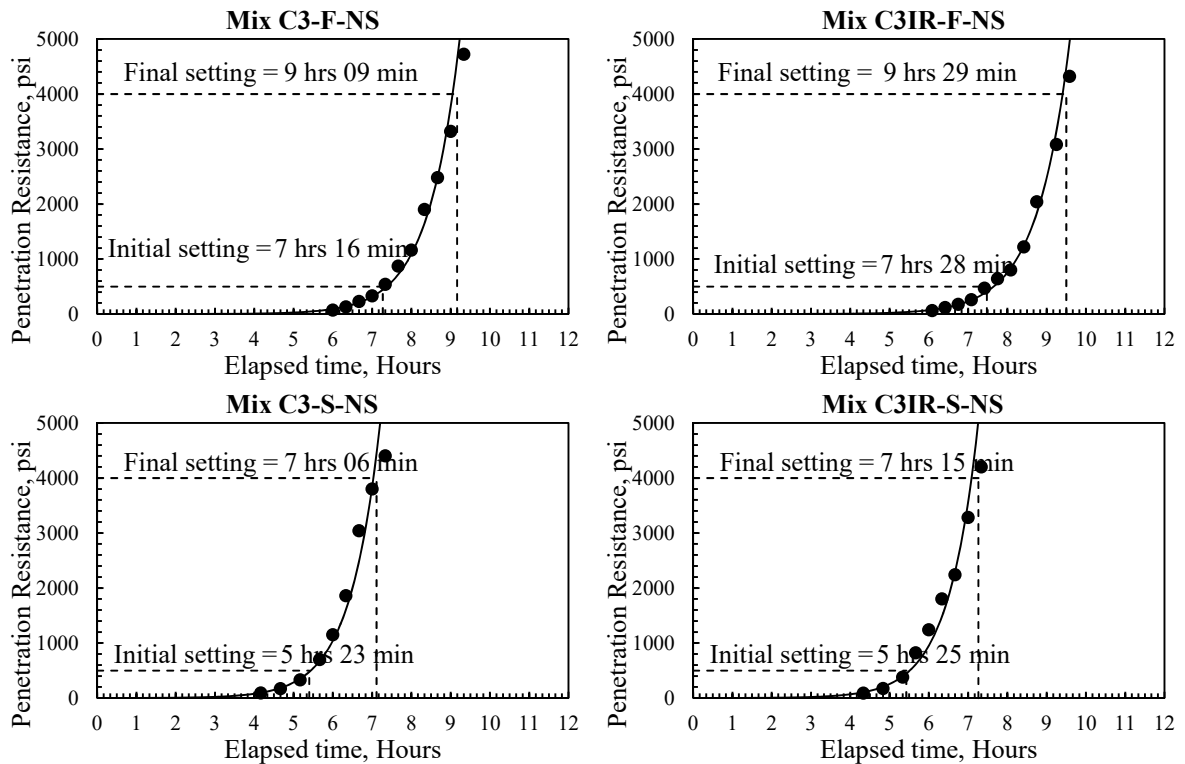 Mix C3-F-NS
Penetration Resistance, psi
5000
4000
3000
2000
1000
0
Final setting = 9 hrs 09 min
Initial setting = 7 hrs 16 min
0 1 2 3 4 5 6 7 8 9 10 11 12
Elapsed time, Hours
Mix C3IR-F-NS
Penetration Resistance, psi
5000
4000
3000
2000
1000
0
Final setting = 9 hrs 29 min
Initial setting = 7 hrs 28 min
0 1 2 3 4 5 6 7 8 9 10 11 12
Elapsed time, Hours
Mix C3-S-NS
Penetration Resistance, psi
5000
4000
3000
2000
1000
0
Final setting = 7 hrs 06 min
Initial setting = 5 hrs 23 min
0 1 2 3 4 5 6 7 8 9 10 11 12
Elapsed time, Hours
Mix C3IR-S-NS
Penetration Resistance, psi
5000
4000
3000
2000
1000
0
Final setting = 7 hrs 15 min
Initial setting = 5 hrs 25 min
0 1 2 3 4 5 6 7 8 9 10 11 12
Elapsed time, Hours